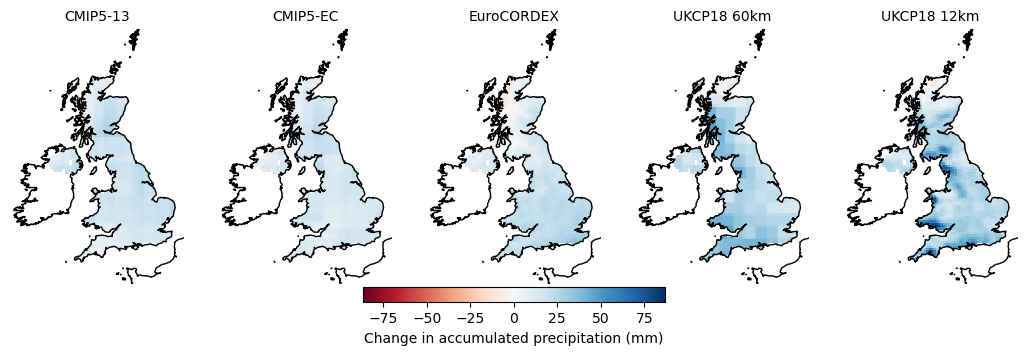 CMIP5-13 CMIP5-EC EuroCORDEX UKCP18 60km UKCP18 12km
−75 −50 −25 0 25 50 75
Change in accumulated precipitation (mm)